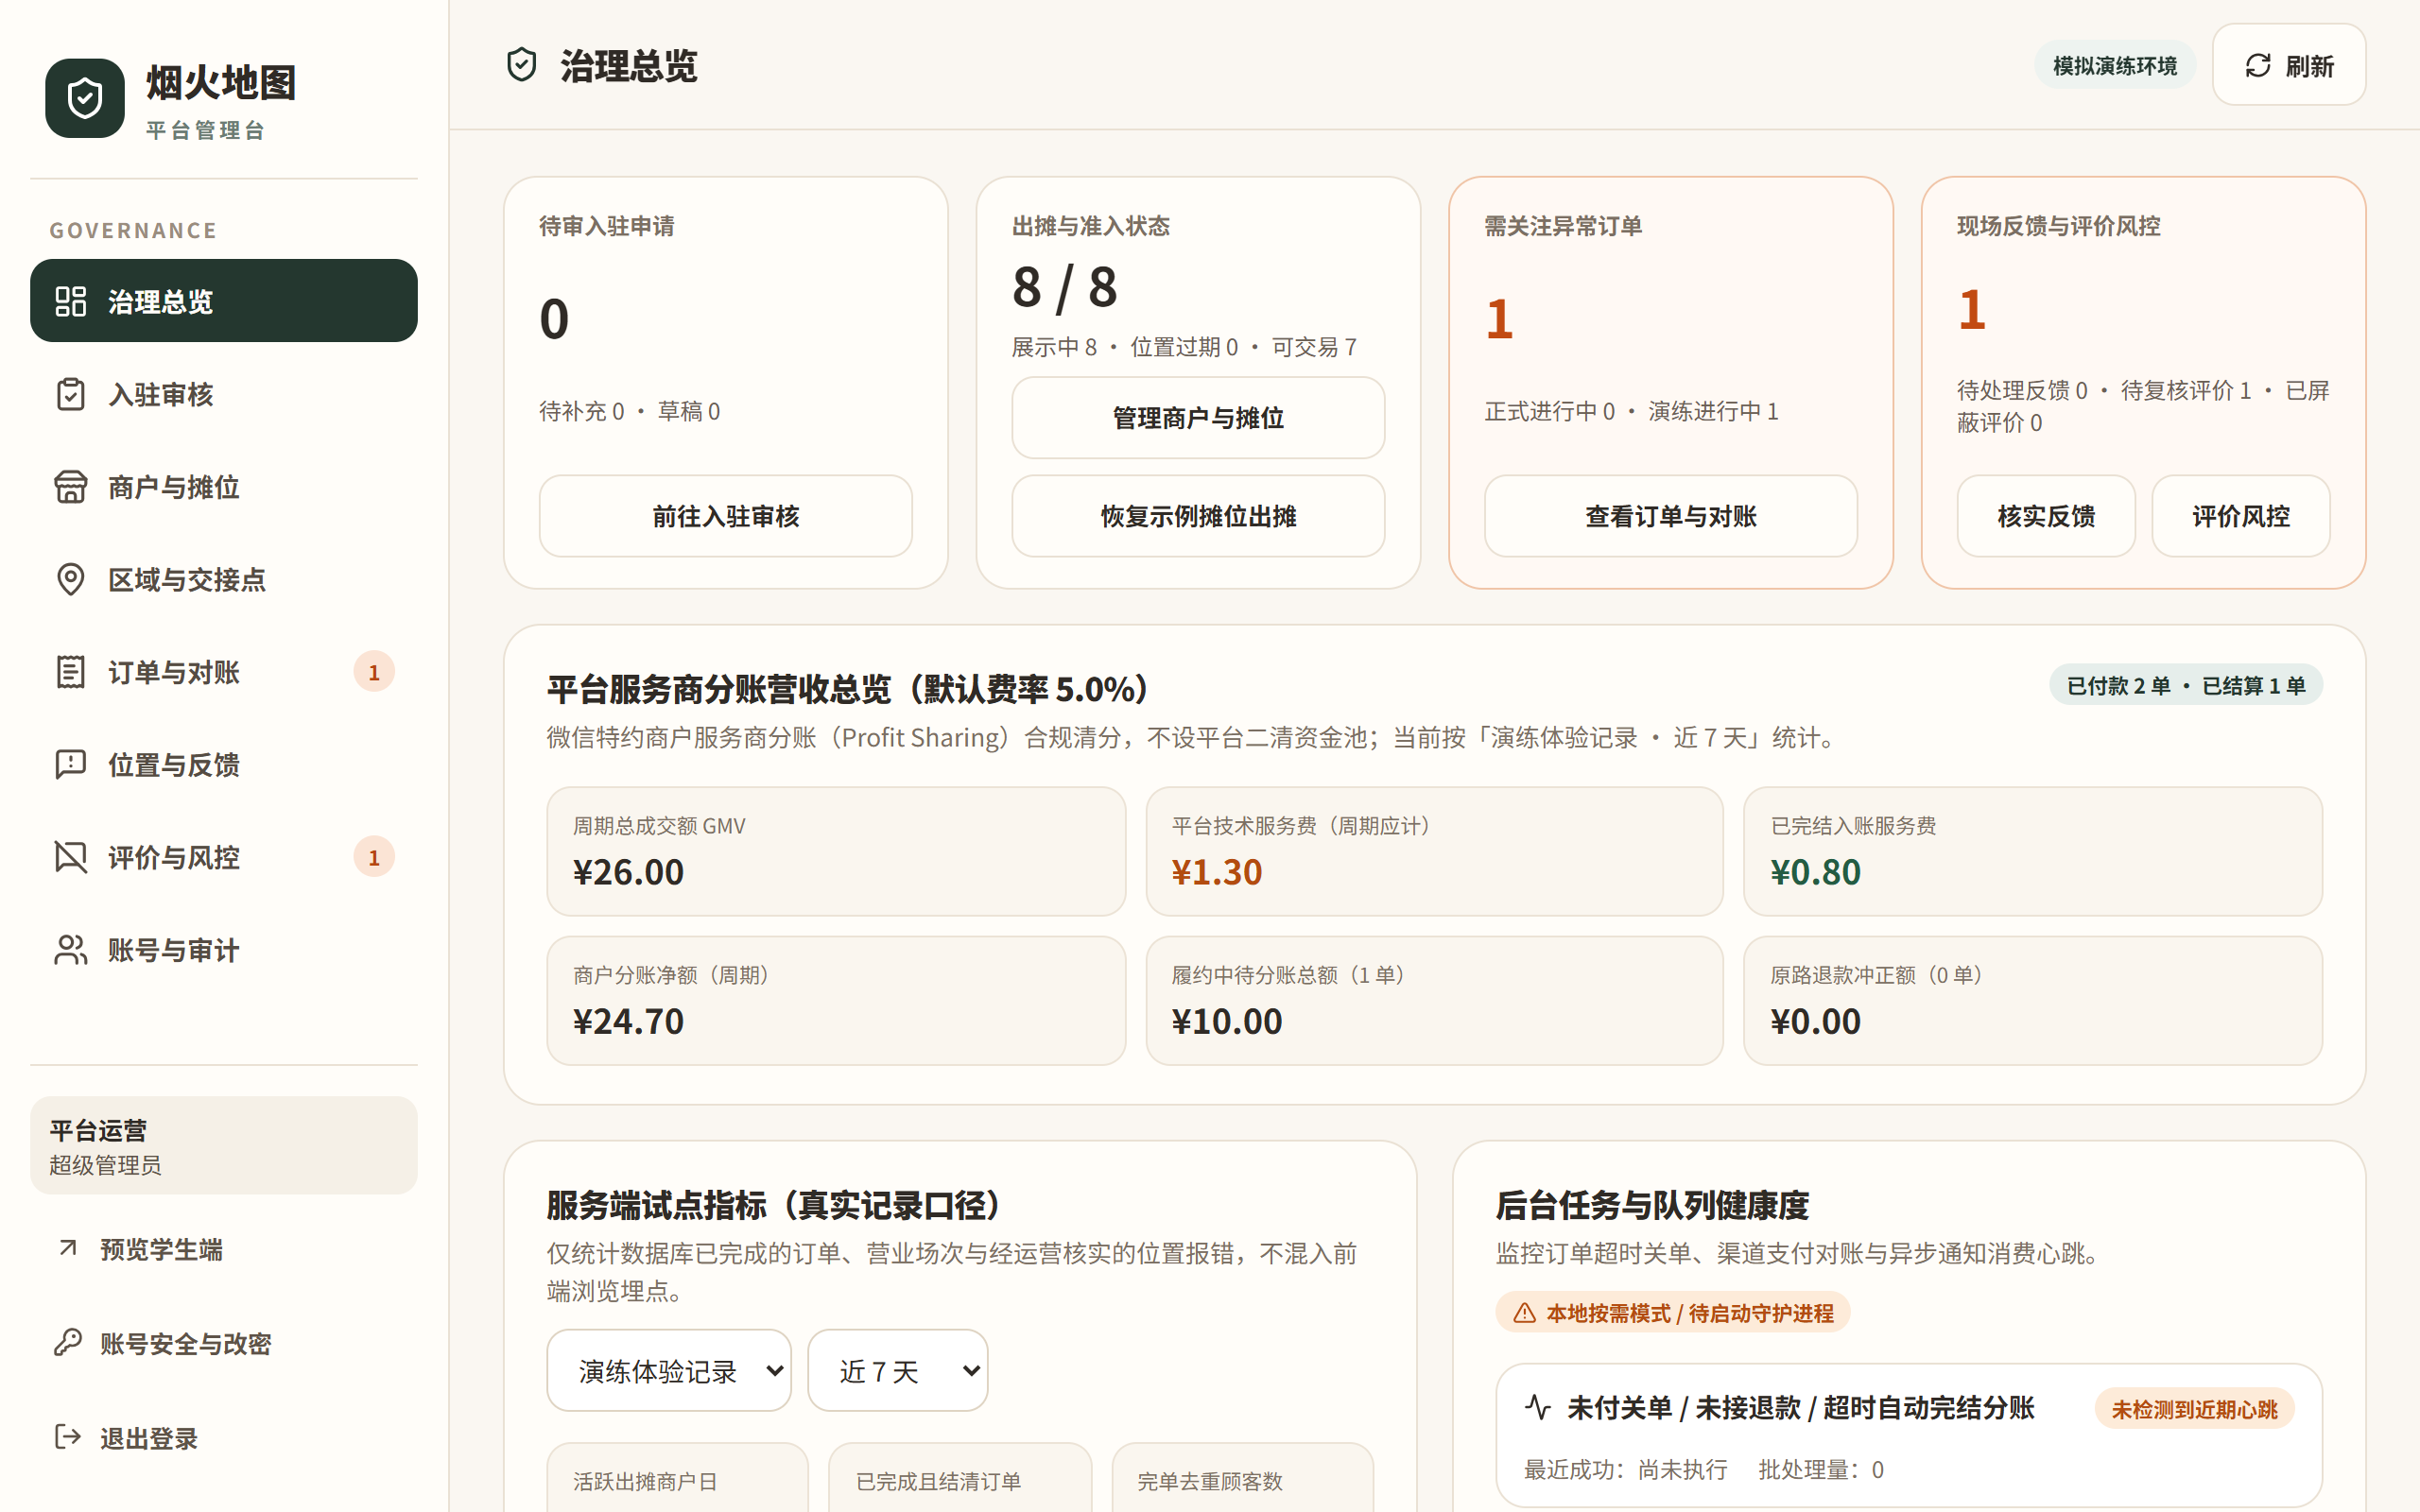 烟火地图
平台管理台
GOVERNANCE
治理总览
入驻审核
商户与摊位
区域与交接点
订单与对账
1
位置与反馈
评价与风控
1
账号与审计
平台运营
超级管理员
预览学生端
账号安全与改密
退出登录
治理总览
模拟演练环境
刷新
待审入驻申请
0
待补充 0 · 草稿 0
前往入驻审核
出摊与准入状态
8 / 8
展示中 8 · 位置过期 0 · 可交易 7
管理商户与摊位
恢复示例摊位出摊
需关注异常订单
1
正式进行中 0 · 演练进行中 1
查看订单与对账
现场反馈与评价风控
1
待处理反馈 0 · 待复核评价 1 · 已屏
蔽评价 0
核实反馈
评价风控
平台服务商分账营收总览（默认费率 5.0%）
已付款 2 单 · 已结算 1 单
微信特约商户服务商分账（Profit Sharing）合规清分，不设平台二清资金池；当前按「演练体验记录 · 近 7 天」统计。
周期总成交额 GMV
¥26.00
平台技术服务费（周期应计）
¥1.30
已完结入账服务费
¥0.80
商户分账净额（周期）
¥24.70
履约中待分账总额（1 单）
¥10.00
原路退款冲正额（0 单）
¥0.00
服务端试点指标（真实记录口径）
仅统计数据库已完成的订单、营业场次与经运营核实的位置报错，不混入前
端浏览埋点。
演练体验记录
近 7 天
活跃出摊商户日
已完成且结清订单
完单去重顾客数
后台任务与队列健康度
监控订单超时关单、渠道支付对账与异步通知消费心跳。
本地按需模式 / 待启动守护进程
未付关单 / 未接退款 / 超时自动完结分账
未检测到近期心跳
最近成功：尚未执行
批处理量：0